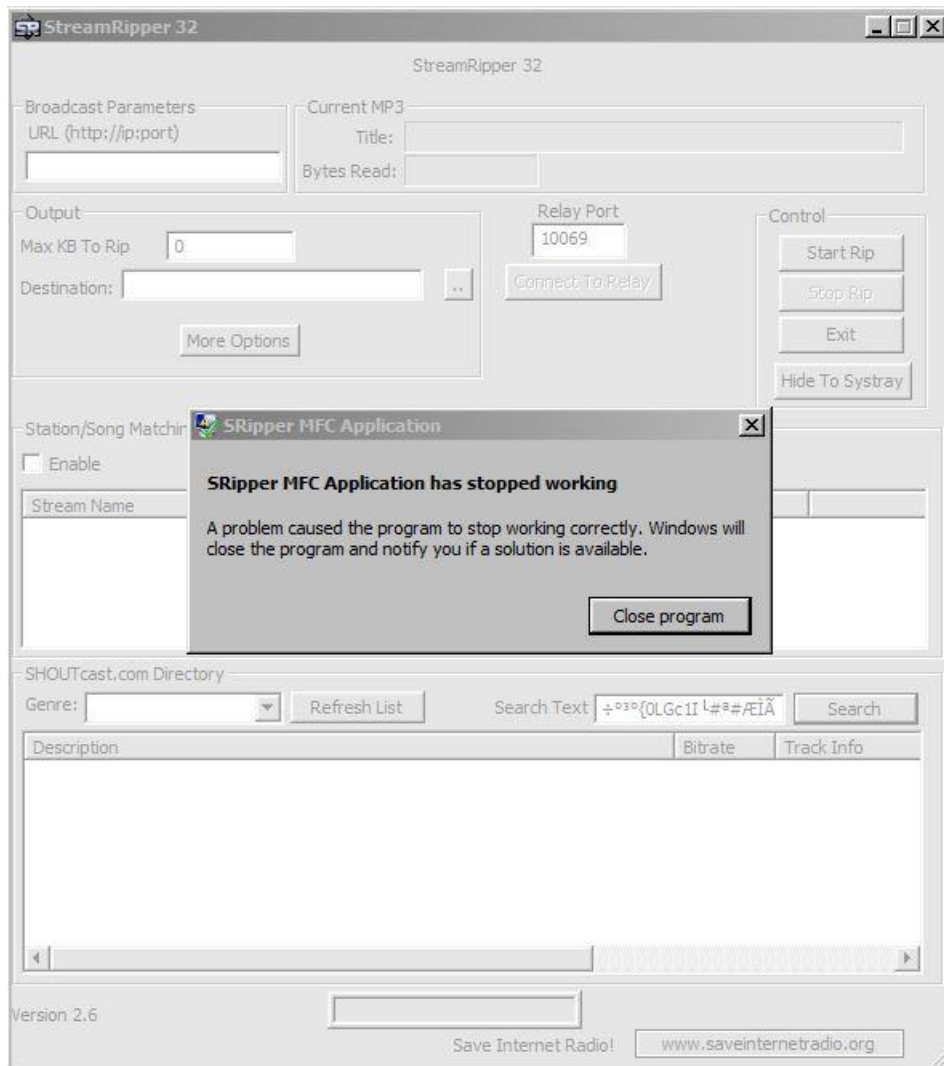 StreamRipper 32
StreamRipper 32
Broadcast Parameters
URL (http://ip:port)
Current MP3
Title:
Bytes Read:
Output
Max KB To Rip 0
Destination: ..
More Options
Relay Port
10069
Connect To Relay
Control
Start Rip
Stop Rip
Exit
Hide To Systray
Station/Song Matchin
Enable
Stream Name
SRipper MFC Application
SRipper MFC Application has stopped working
A problem caused the program to stop working correctly. Windows will
close the program and notify you if a solution is available.
Close program
SHOUTcast.com Directory
Genre: Refresh List Search Text Search
Description Bitrate Track Info
Version 2.6
Save Internet Radio! www.saveinternetradio.org